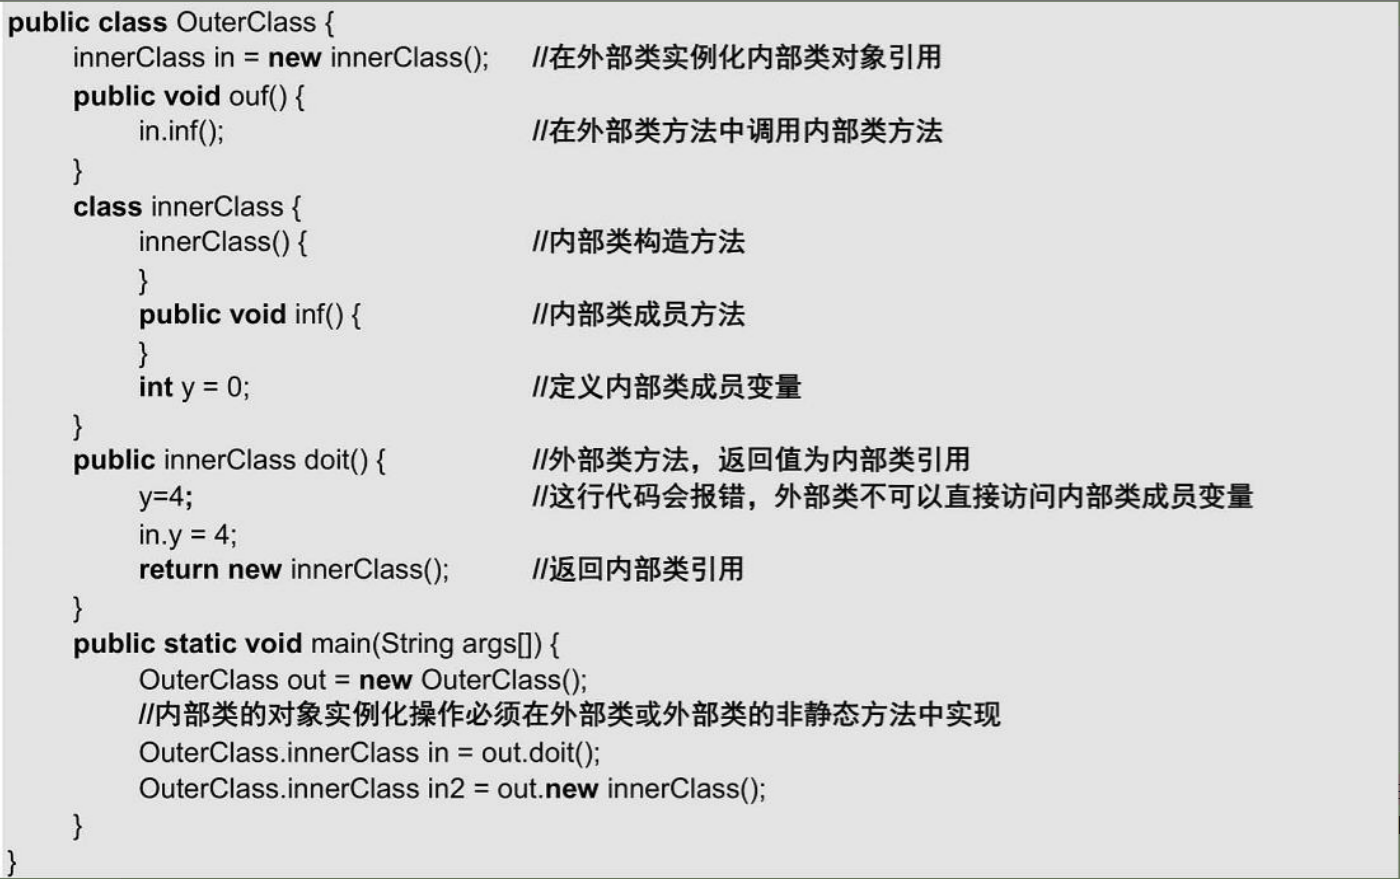 public class OuterClass {
innerClass in = new innerClass(); //在外部类实例化内部类对象引用
public void ouf() {
in.inf(); //在外部类方法中调用内部类方法
}
class innerClass {
innerClass() { //内部类构造方法
}
public void inf() { //内部类成员方法
}
int y = 0; //定义内部类成员变量
}
public innerClass doit() { //外部类方法，返回值为内部类引用
y=4; //这行代码会报错，外部类不可以直接访问内部类成员变量
in.y = 4;
return new innerClass(); //返回内部类引用
}
public static void main(String args[]) {
OuterClass out = new OuterClass();
//内部类的对象实例化操作必须在外部类或外部类的非静态方法中实现
OuterClass.innerClass in = out.doit();
OuterClass.innerClass in2 = out.new innerClass();
}
}